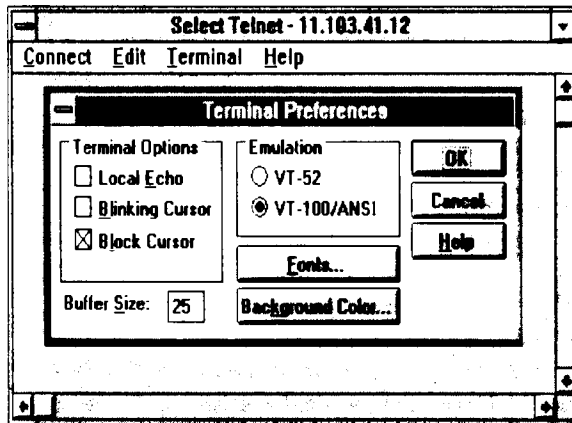 Select Telnet - 11.103.41.12
Connect Edit Terminal Help
Terminal Preferences
Terminal Options
Local Echo
Blinking Cursor
Block Cursor
Buffer Size: 25
Emulation
VT-52
VT-100/ANSI
Fonts...
Background Color...
OK
Cancel
Help